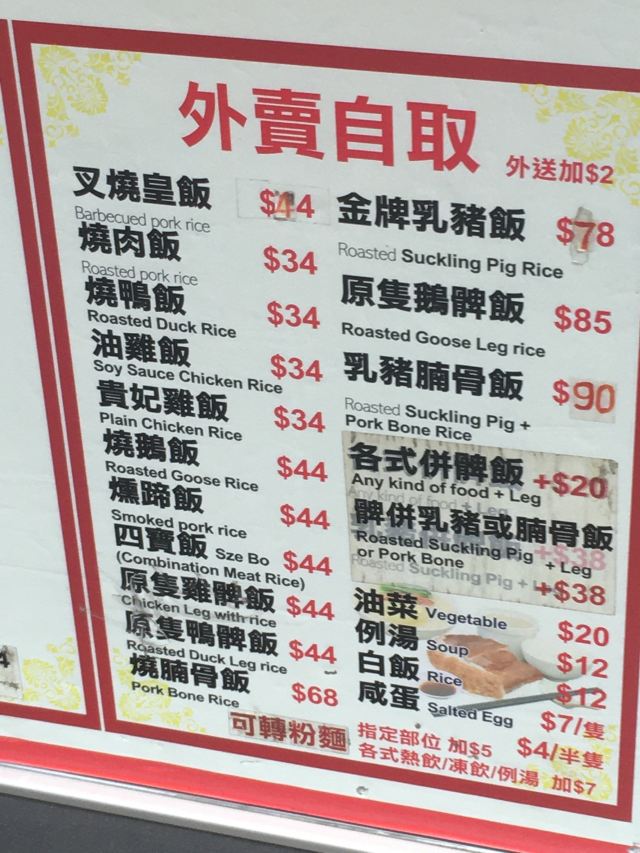 外賣自取
外送加$2
叉燒皇飯 $44
Barbecued pork rice
燒肉飯 $34
Roasted pork rice
燒鴨飯 $34
Roasted Duck Rice
油雞飯 $34
Soy Sauce Chicken Rice
貴妃雞飯 $34
Plain Chicken Rice
燒鵝飯 $44
Roasted Goose Rice
燻蹄飯 $44
Smoked pork rice
四寶飯 Sze Bo $44
(Combination Meat Rice)
原隻雞髀飯 $44
Chicken Leg with rice
原隻鴨髀飯 $44
Roasted Duck Leg rice
燒腩骨飯 $68
Pork Bone Rice
可轉粉麵
金牌乳豬飯 $78
Roasted Suckling Pig Rice
原隻鵝髀飯 $85
Roasted Goose Leg rice
乳豬腩骨飯 $90
Roasted Suckling Pig +
Pork Bone Rice
各式併髀飯 +$20
Any kind of food + Leg
髀併乳豬或腩骨飯
Roasted Suckling Pig + Leg
or Pork Bone +$38
油菜 Vegetable $20
例湯 Soup $12
白飯 Rice $12
咸蛋 Salted Egg $7/隻
$4/半隻
指定部位 加$5
各式熱飲/凍飲/例湯 加$7